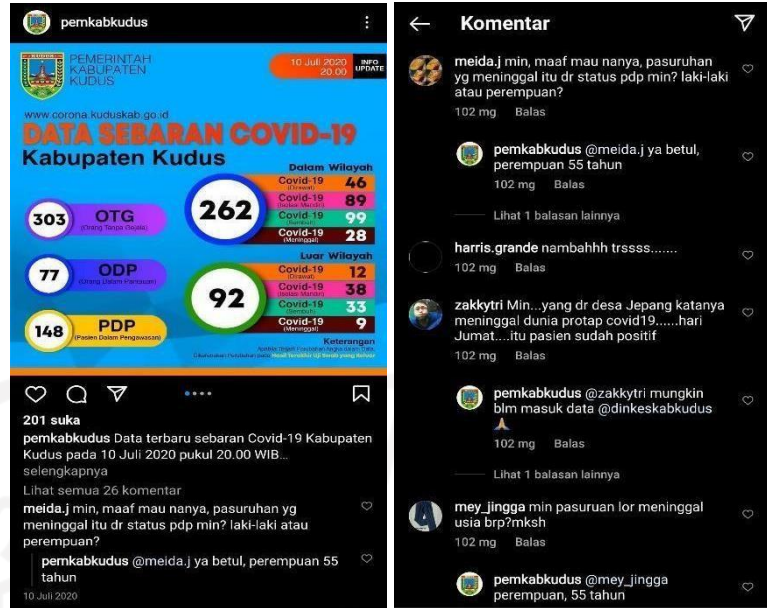 pemkabkudus
PEMERINTAH
KABUPATEN
KUDUS
10 Juli 2020
20.00
INFO
UPDATE
www.corona.kuduskab.go.id
DATA SEBARAN COVID-19
Kabupaten Kudus
303 OTG
(Orang Tanpa Gejala)
77 ODP
(Orang Dalam Pantauan)
148 PDP
(Pasien Dalam Pengawasan)
262
Dalam Wilayah
Covid-19 46
(Dirawat)
Covid-19 89
(Isolasi Mandiri)
Covid-19 99
(Sembuh)
Covid-19 28
(Meninggal)
92
Luar Wilayah
Covid-19 12
(Dirawat)
Covid-19 38
(Isolasi Mandiri)
Covid-19 33
(Sembuh)
Covid-19 9
(Meninggal)
Keterangan
201 suka
pemkabkudus Data terbaru sebaran Covid-19 Kabupaten
Kudus pada 10 Juli 2020 pukul 20.00 WIB...
selengkapnya
Lihat semua 26 komentar
meida.j min, maaf mau nanya, pasuruhan yg
meninggal itu dr status pdp min? laki-laki atau
perempuan?
pemkabkudus @meida.j ya betul, perempuan 55
tahun
10 Juli 2020
Komentar
meida.j min, maaf mau nanya, pasuruhan
yg meninggal itu dr status pdp min? laki-laki
atau perempuan?
102 mg Balas
pemkabkudus @meida.j ya betul,
perempuan 55 tahun
102 mg Balas
Lihat 1 balasan lainnya
harris.grande nambahhh trssss.......
102 mg Balas
zakkytri Min...yang dr desa Jepang katanya
meninggal dunia protap covid19......hari
Jumat....itu pasien sudah positif
102 mg Balas
pemkabkudus @zakkytri mungkin
blm masuk data @dinkeskabkudus
🙏
102 mg Balas
Lihat 1 balasan lainnya
mey_jingga min pasuruan lor meninggal
usia brp?mksh
102 mg Balas
pemkabkudus @mey_jingga
perempuan, 55 tahun